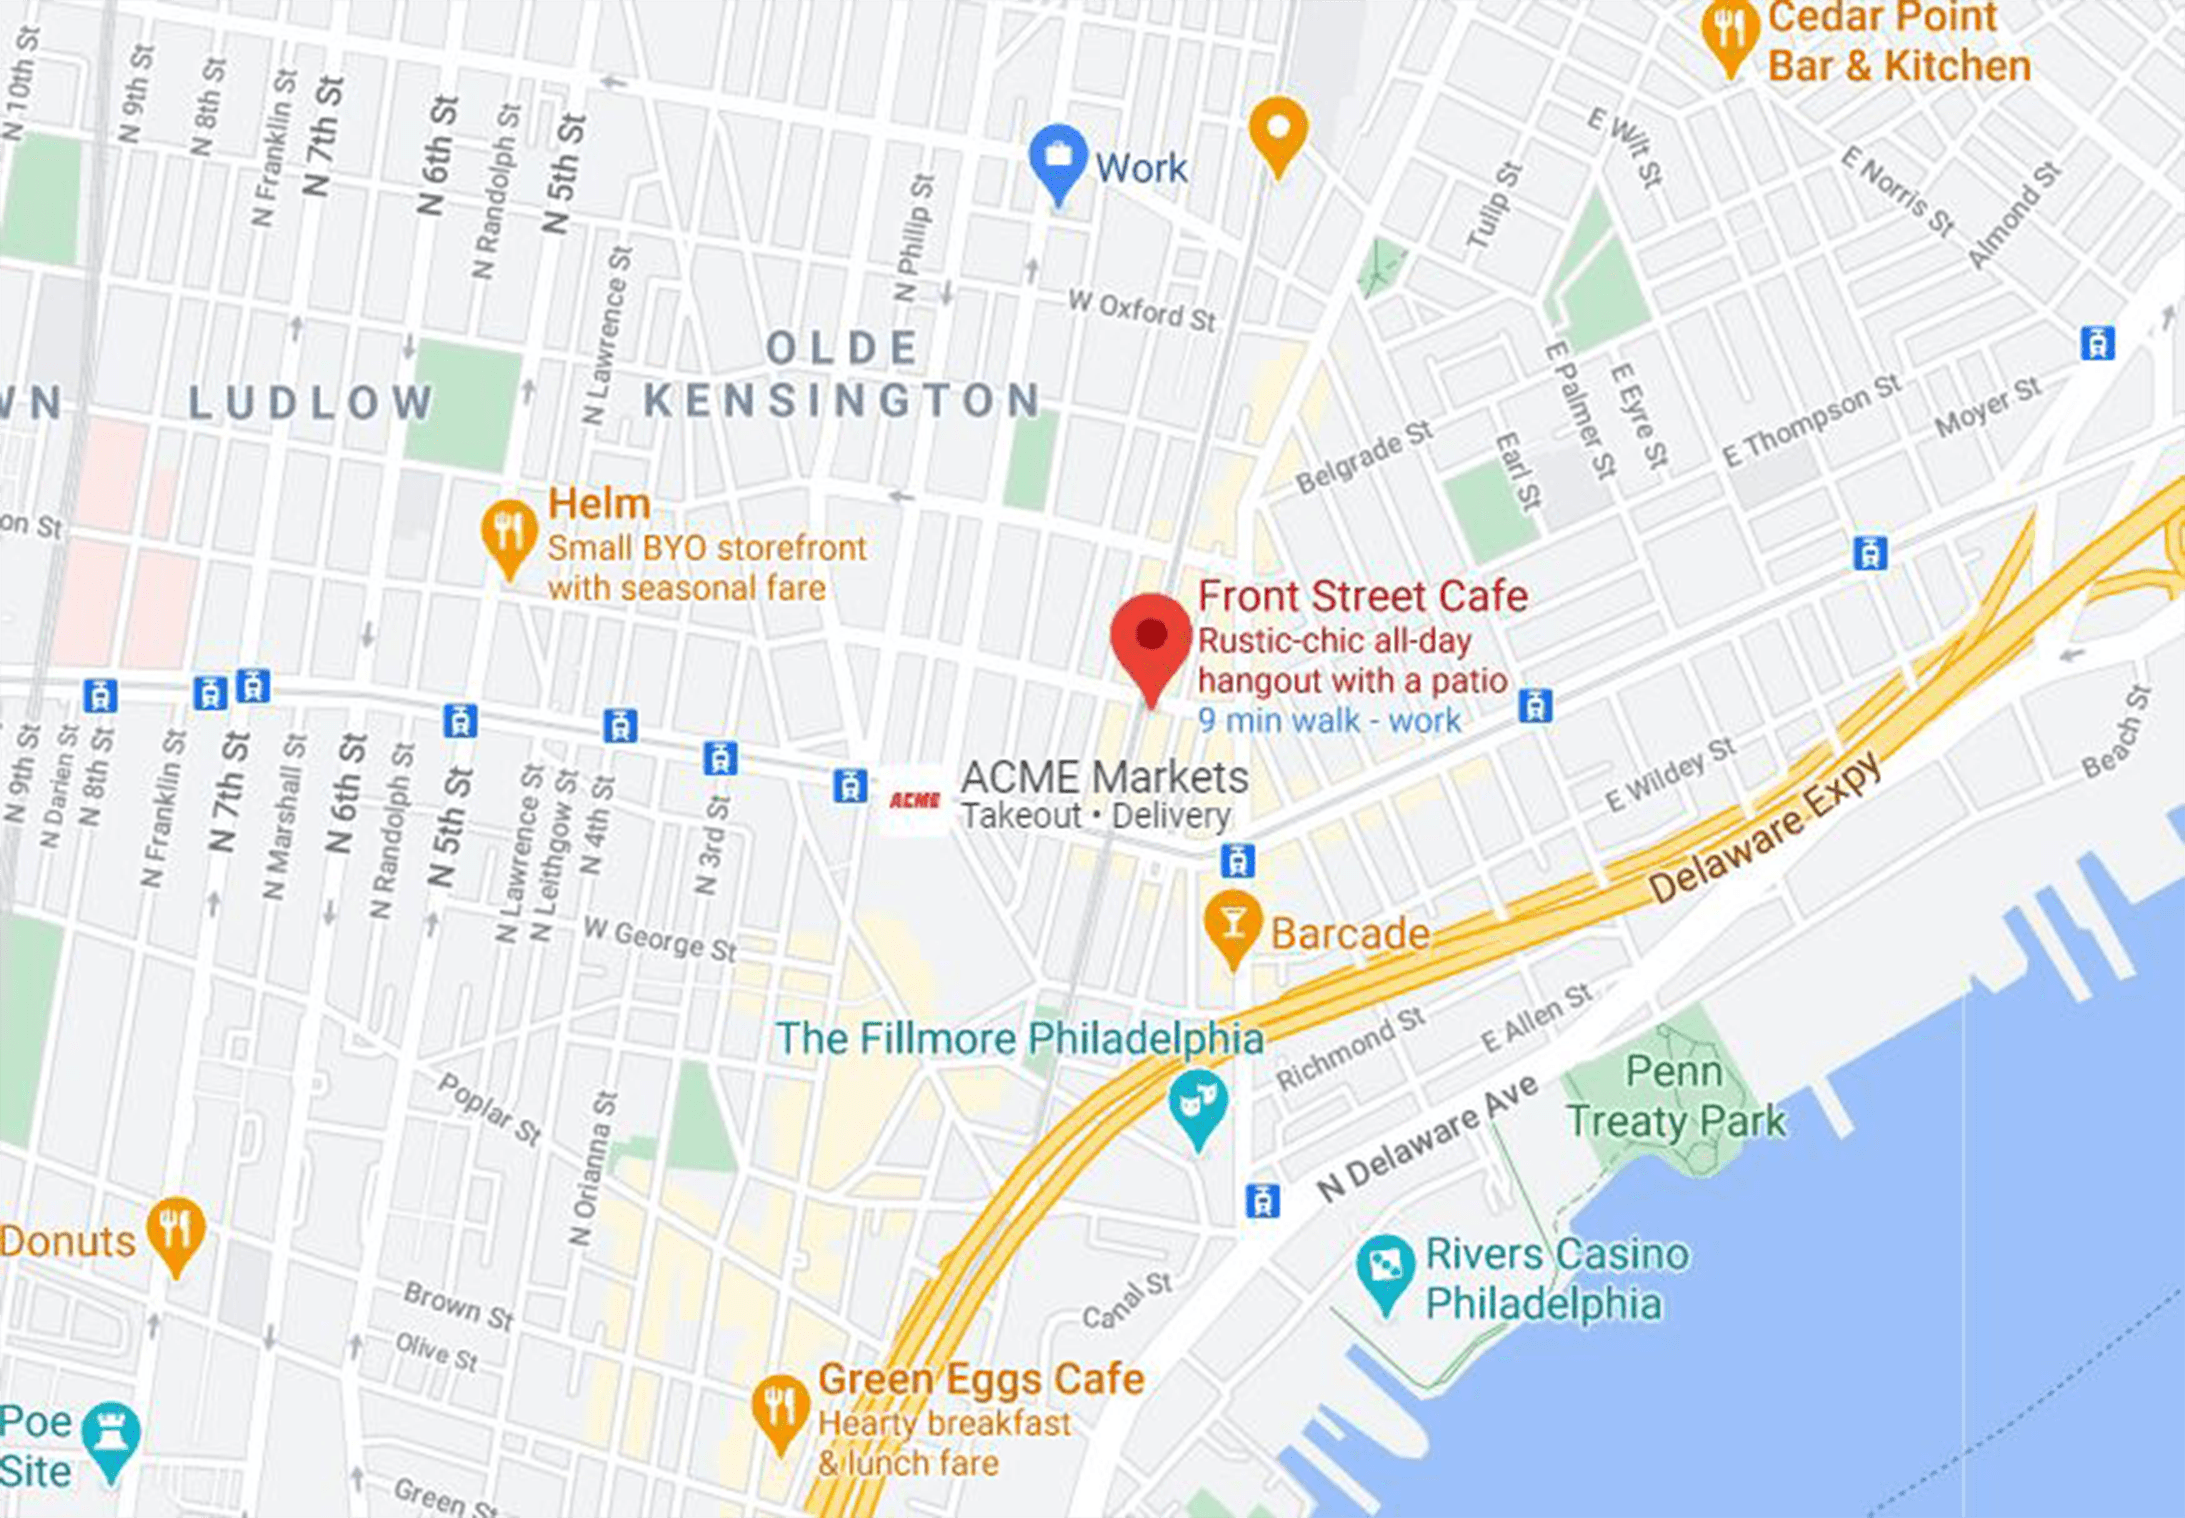 Cedar Point
Bar & Kitchen
N 10th St
N 9th St
N 8th St
N Franklin St
N 7th St
N 6th St
N Randolph St
N 5th St
Work
N Philip St
N Lawrence St
W Oxford St
Tulip St
E Wilt St
E Norris St
Almond St
OLDE
KENSINGTON
WN
LUDLOW
Belgrade St
Earl St
E Palmer St
E Eyre St
E Thompson St
Moyer St
on St
Helm
Small BYO storefront
with seasonal fare
Front Street Cafe
Rustic-chic all-day
hangout with a patio
9 min walk - work
ACME
ACME Markets
Takeout • Delivery
E Wildey St
Beach St
Delaware Expy
N 9th St
N Darien St
N 8th St
N Franklin St
N 7th St
N Marshall St
N 6th St
N Randolph St
N 5th St
N Lawrence St
N Leithgow St
N 4th St
N 3rd St
W George St
Barcade
The Fillmore Philadelphia
Richmond St
E Allen St
N Delaware Ave
Penn
Treaty Park
Poplar St
N Orianna St
Donuts
Brown St
Olive St
Canal St
Rivers Casino
Philadelphia
Green Eggs Cafe
Hearty breakfast
& lunch fare
Poe
Site
Green St